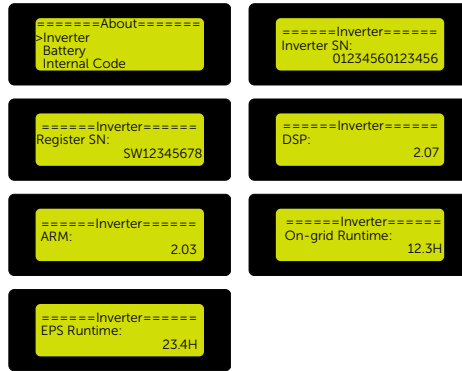 =======About=======
>Inverter
Battery
Internal Code
======Inverter======
Inverter SN:
01234560123456
======Inverter======
Register SN:
SW12345678
======Inverter======
DSP:
2.07
======Inverter======
ARM:
2.03
======Inverter======
On-grid Runtime:
12.3H
======Inverter======
EPS Runtime:
23.4H